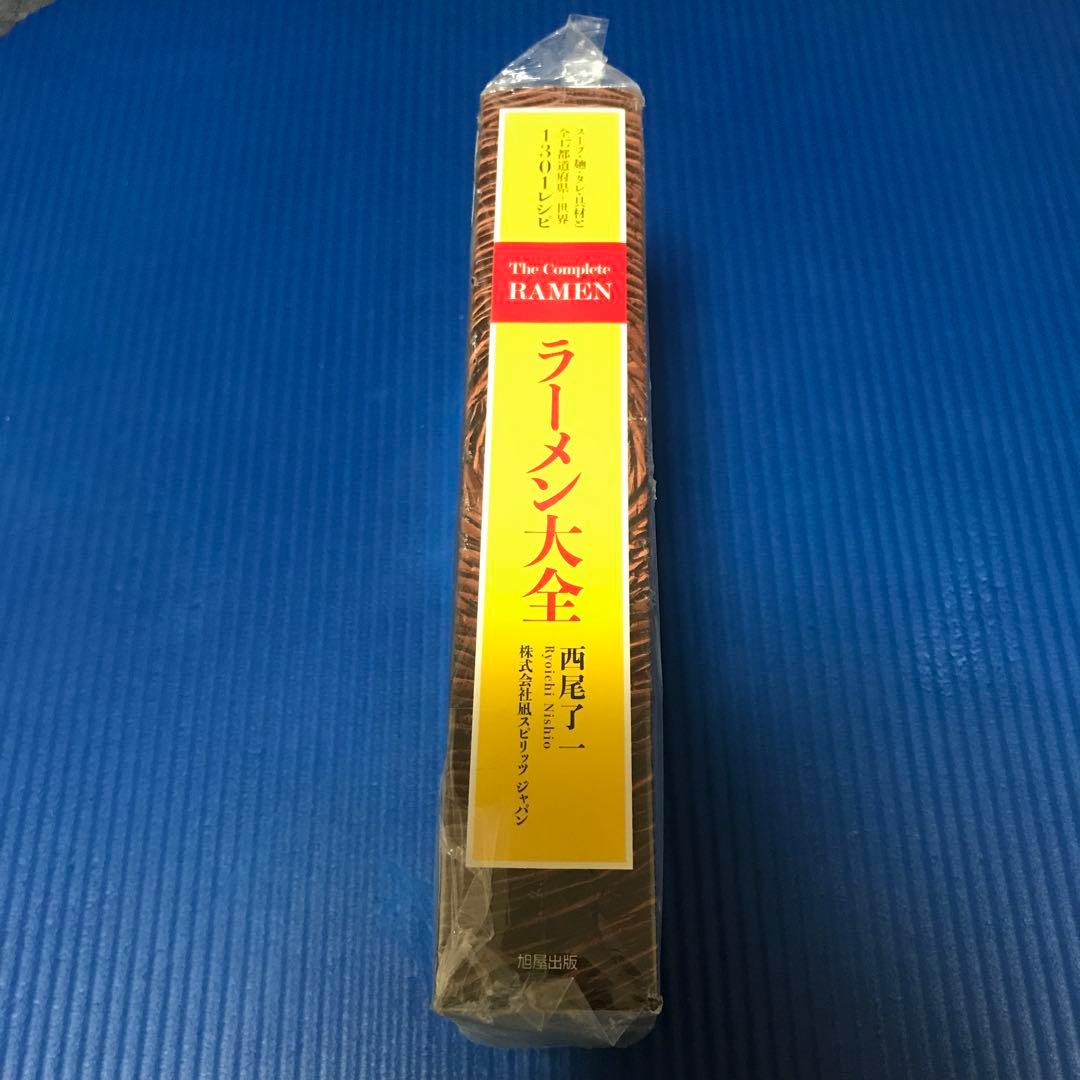 スープ・麺・タレ・具材と
全47都道府県+世界
1301レシピ
The Complete
RAMEN
ラーメン大全
西尾了一
Ryoichi Nishio
株式会社凪スピリッツ ジャパン
旭屋出版